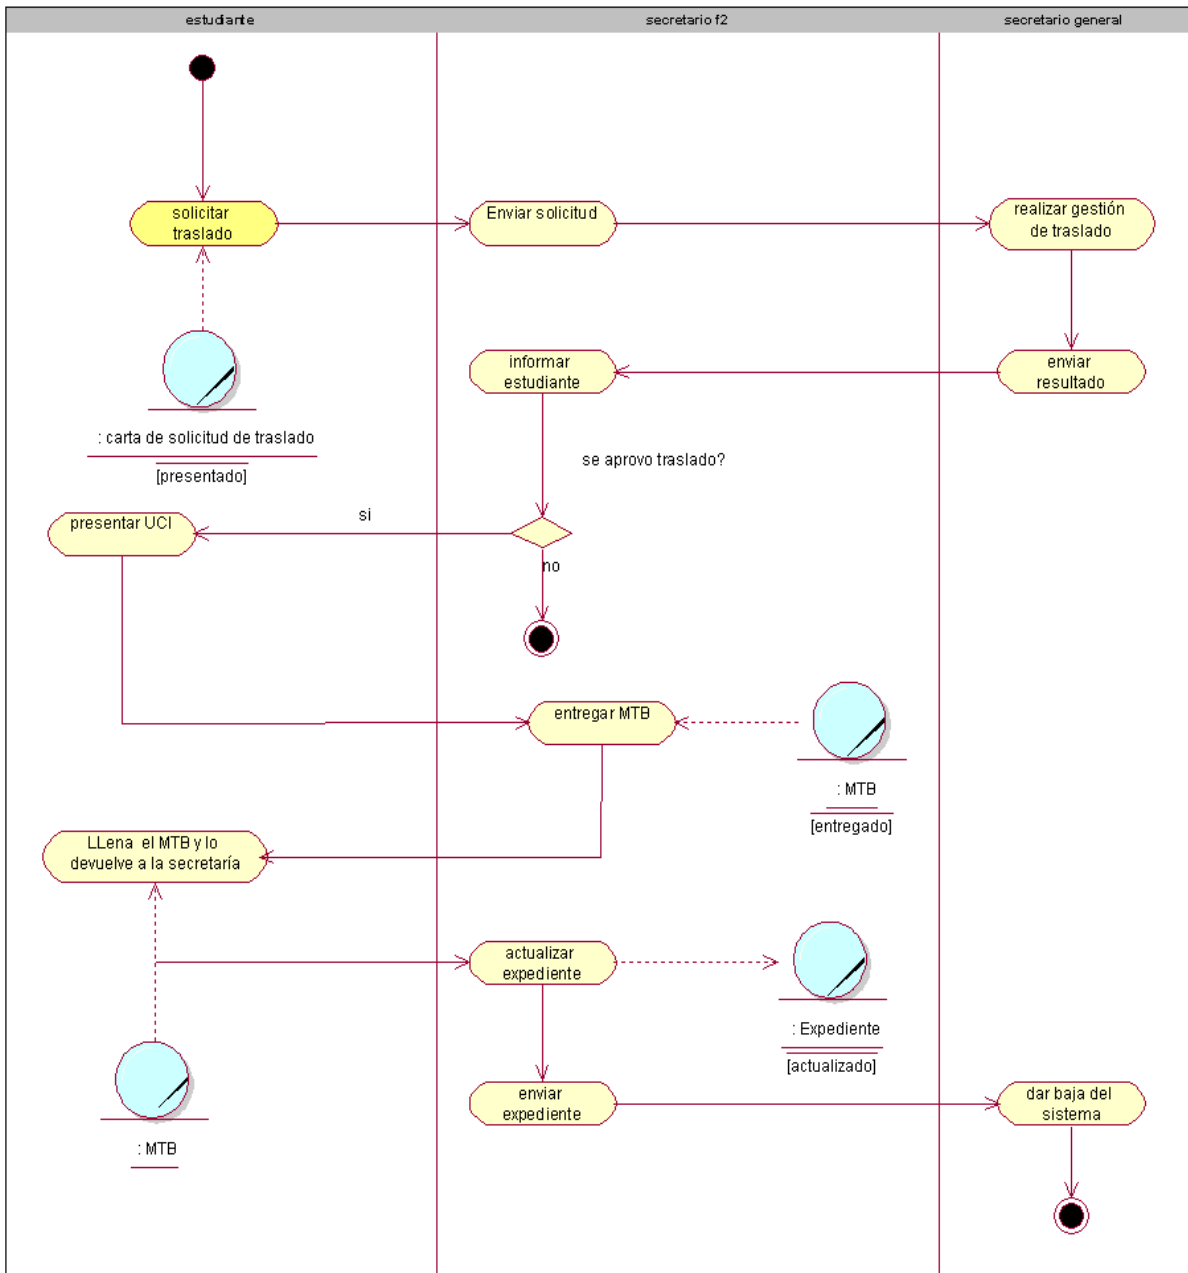 estudiante
secretario f2
secretario general
solicitar
traslado
Enviar solicitud
realizar gestión
de traslado
informar
estudiante
enviar
resultado
: carta de solicitud de traslado
[presentado]
se aprovo traslado?
presentar UCI
si
no
entregar MTB
: MTB
[entregado]
LLena el MTB y lo
devuelve a la secretaría
actualizar
expediente
: Expediente
[actualizado]
enviar
expediente
dar baja del
sistema
: MTB